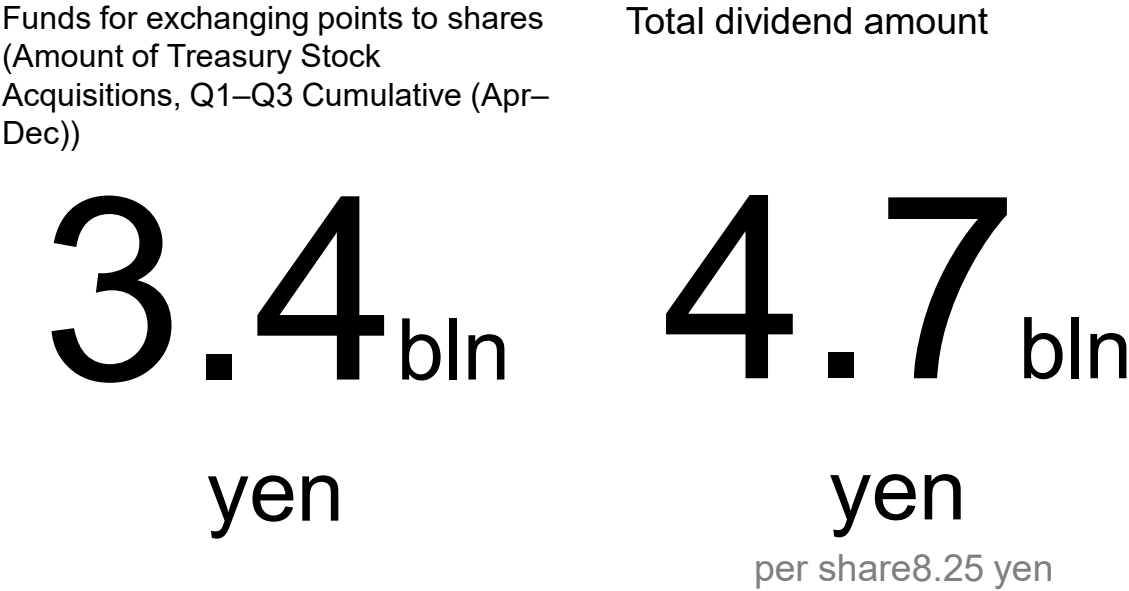 Funds for exchanging points to shares
(Amount of Treasury Stock
Acquisitions, Q1–Q3 Cumulative (Apr–
Dec))
3.4bln
yen
Total dividend amount
4.7bln
yen
per share8.25 yen